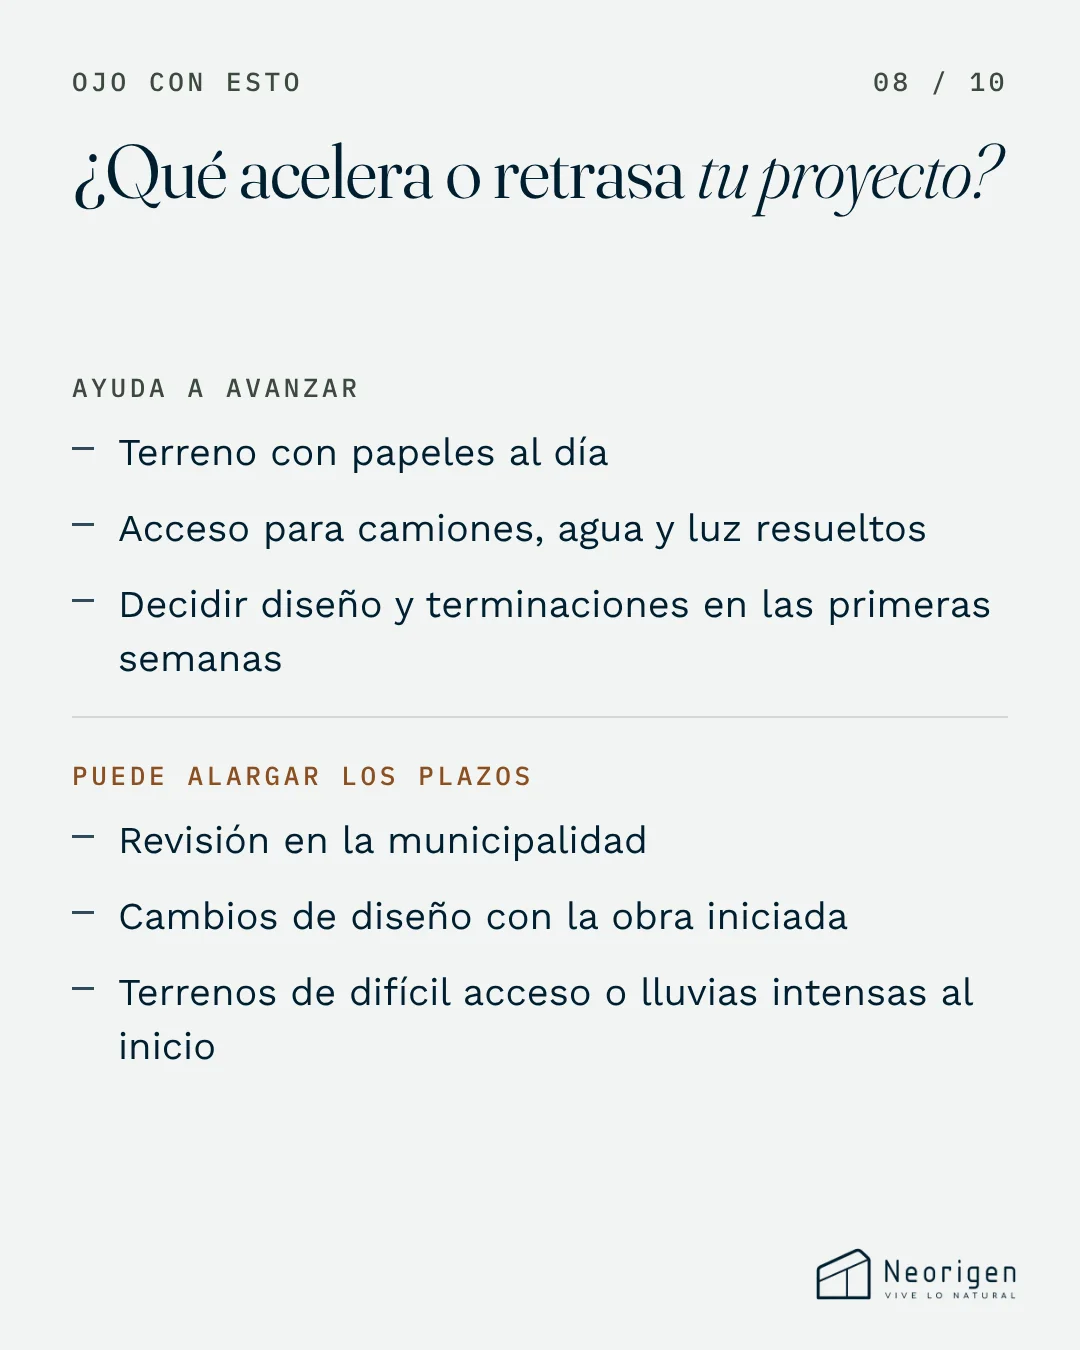 OJO CON ESTO
08 / 10
¿Qué acelera o retrasa tu proyecto?
AYUDA A AVANZAR
— Terreno con papeles al día
— Acceso para camiones, agua y luz resueltos
— Decidir diseño y terminaciones en las primeras
semanas
PUEDE ALARGAR LOS PLAZOS
— Revisión en la municipalidad
— Cambios de diseño con la obra iniciada
— Terrenos de difícil acceso o lluvias intensas al
inicio
Neorigen
VIVE LO NATURAL